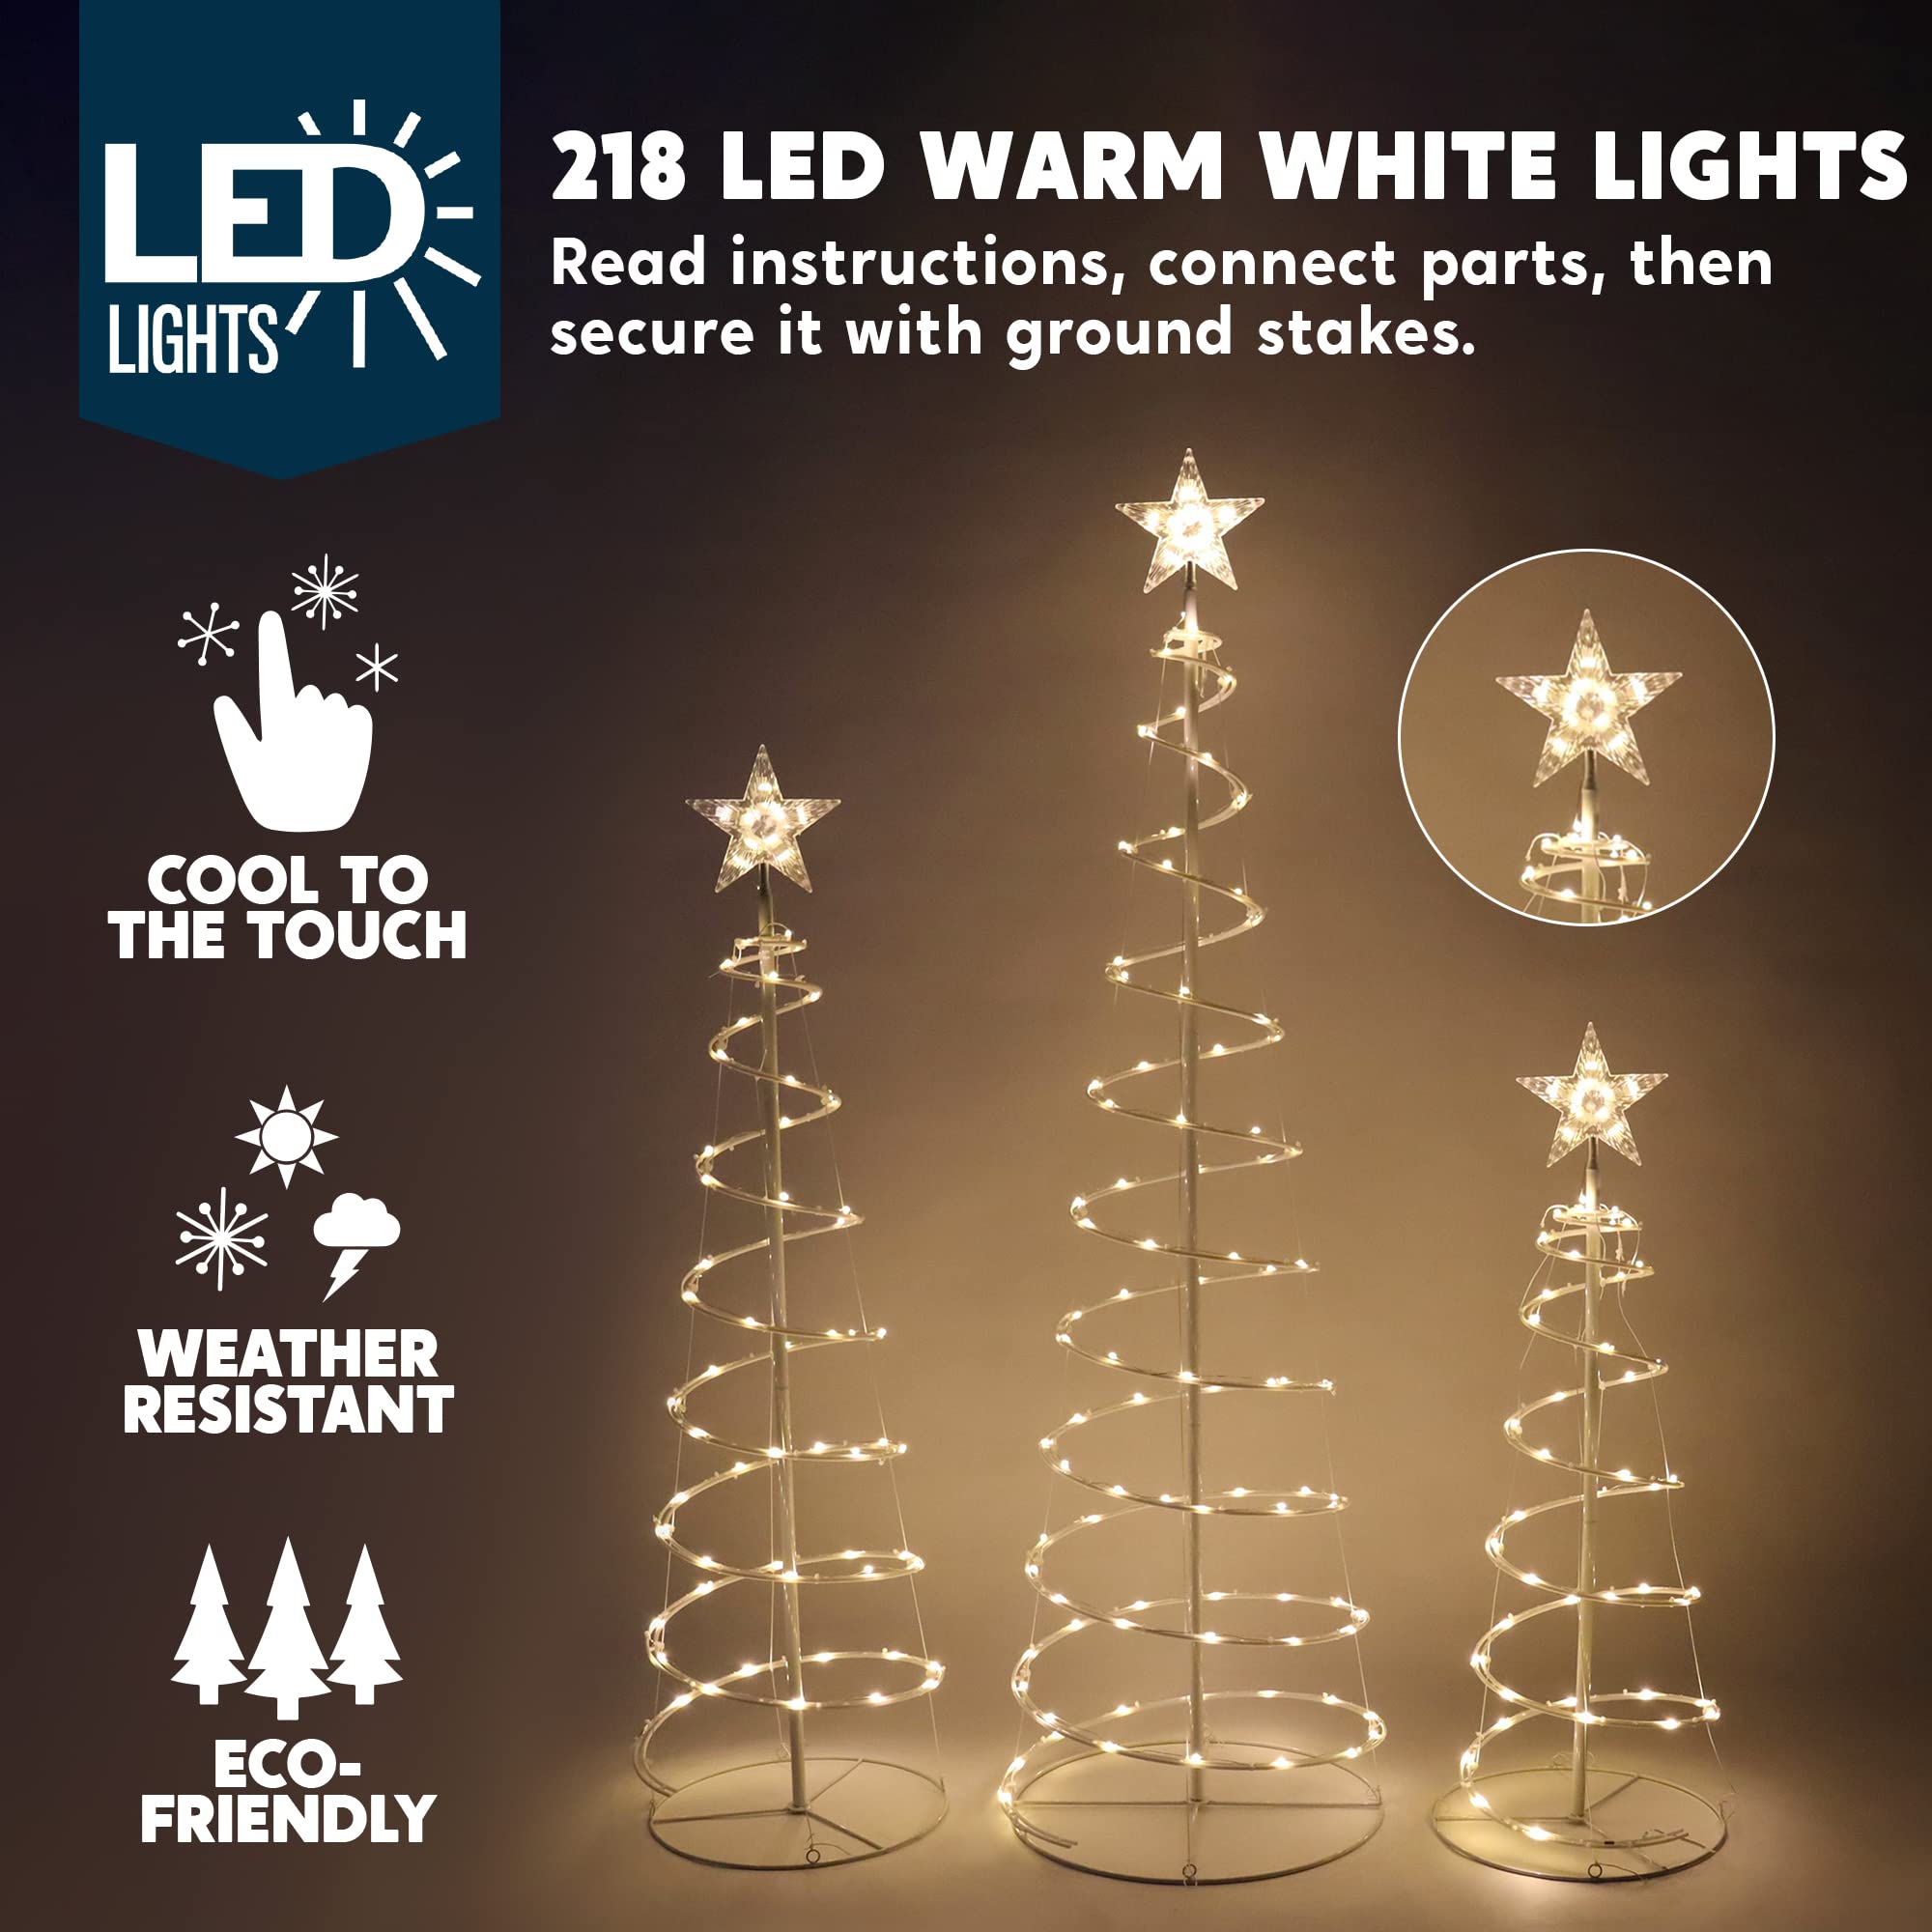 LED
LIGHTS
218 LED WARM WHITE LIGHTS
Read instructions, connect parts, then
secure it with ground stakes.
COOL TO
THE TOUCH
WEATHER
RESISTANT
ECO-
FRIENDLY